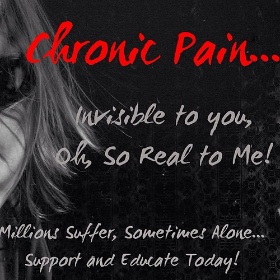 Chronic Pain...
Invisible to you,
Oh, So Real to Me!
Millions Suffer, Sometimes Alone...
Support and Educate Today!